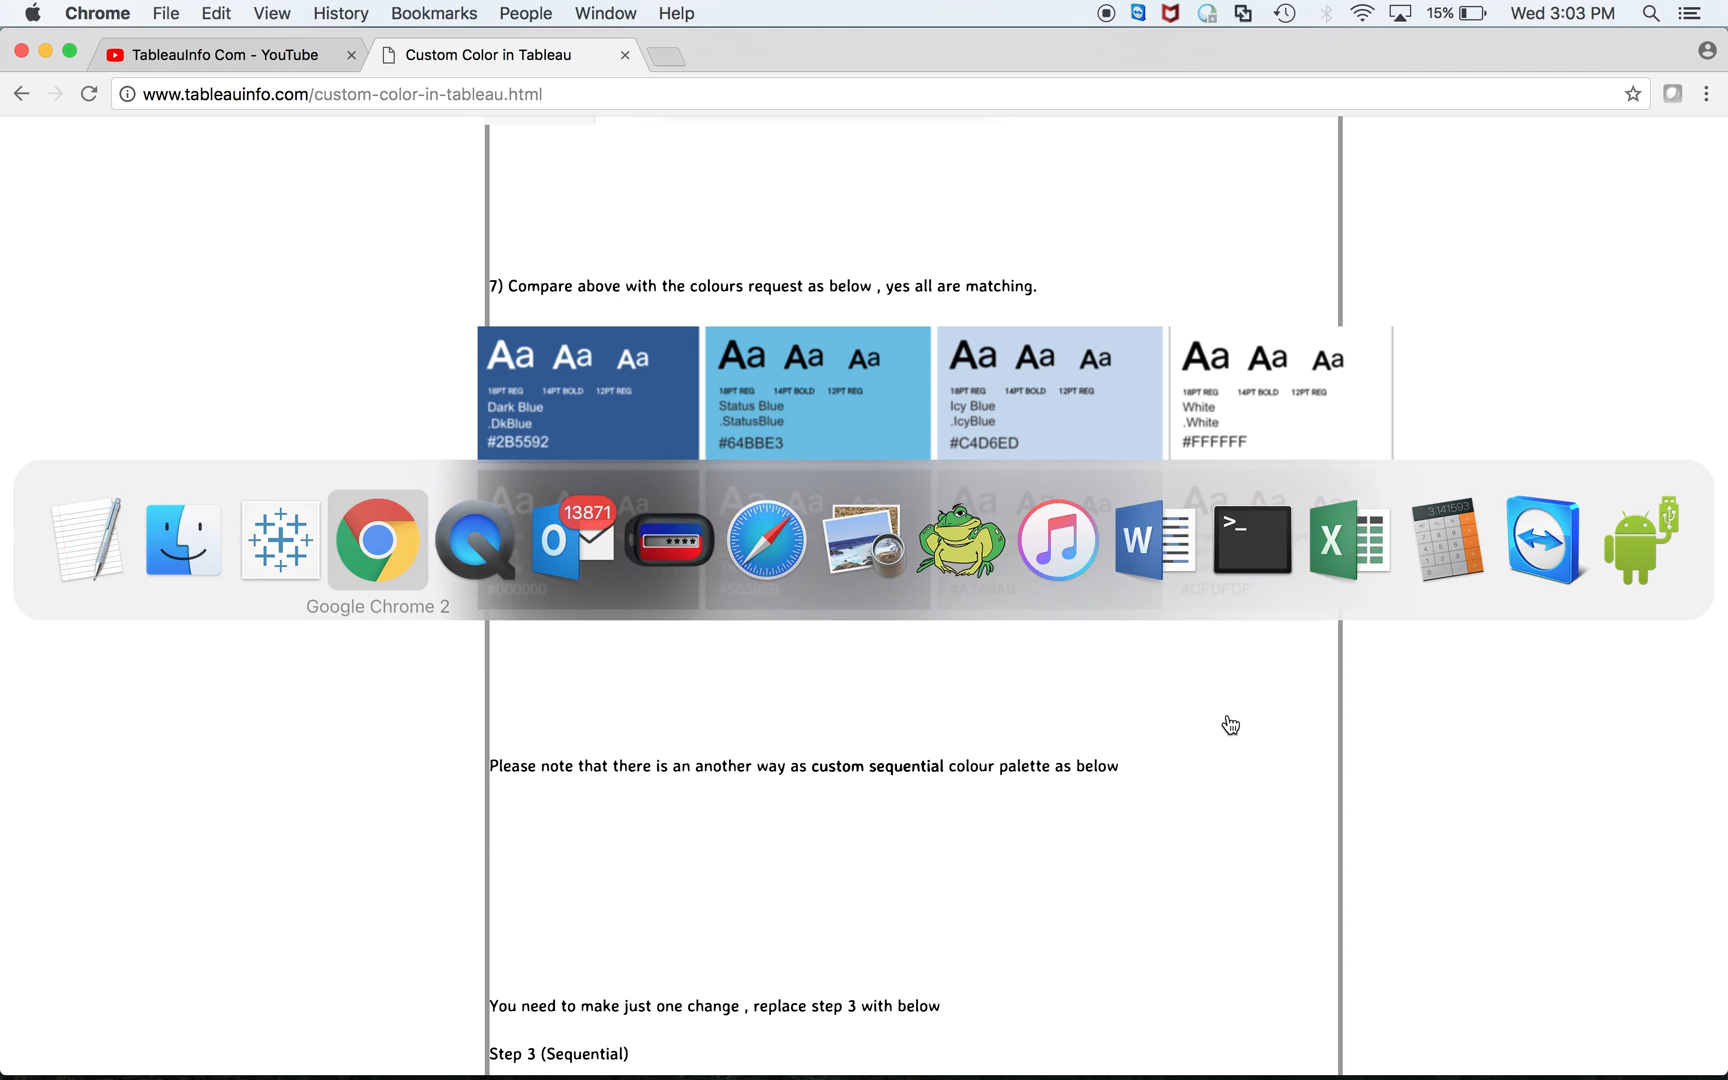 Chrome File Edit View History Bookmarks People Window Help 15% Wed 3:03 PM
TableauInfo Com - YouTube
Custom Color in Tableau
www.tableauinfo.com/custom-color-in-tableau.html
7) Compare above with the colours request as below , yes all are matching.
Aa Aa Aa
18PT REG 14PT BOLD 12PT REG
Dark Blue
.DkBlue
#2B5592
Aa Aa Aa
18PT REG 14PT BOLD 12PT REG
Status Blue
.StatusBlue
#64BBE3
Aa Aa Aa
18PT REG 14PT BOLD 12PT REG
Icy Blue
.IcyBlue
#C4D6ED
Aa Aa Aa
18PT REG 14PT BOLD 12PT REG
White
.White
#FFFFFF
13871
O
****
W
>_
X
3.141593
#000000
#58585B
#A7A9AB
#DFDFDF
Google Chrome 2
Please note that there is an another way as custom sequential colour palette as below
You need to make just one change , replace step 3 with below
Step 3 (Sequential)